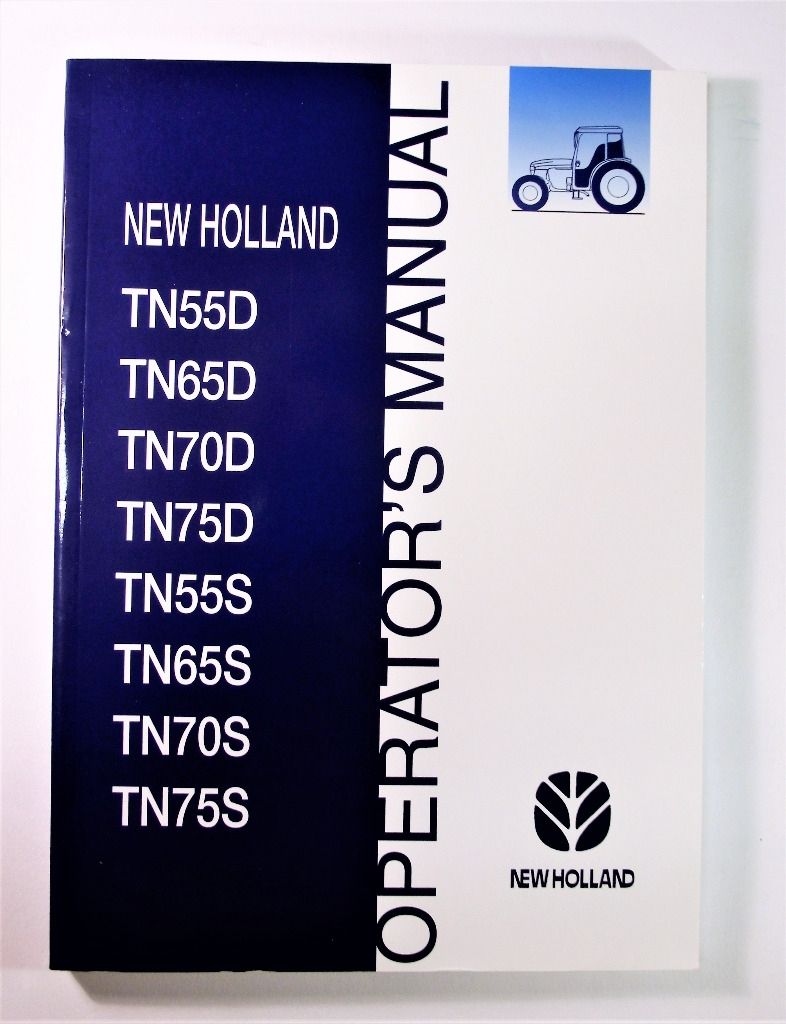 NEW HOLLAND
TN55D
TN65D
TN70D
TN75D
TN55S
TN65S
TN70S
TN75S
OPERATOR'S MANUAL
NEW HOLLAND